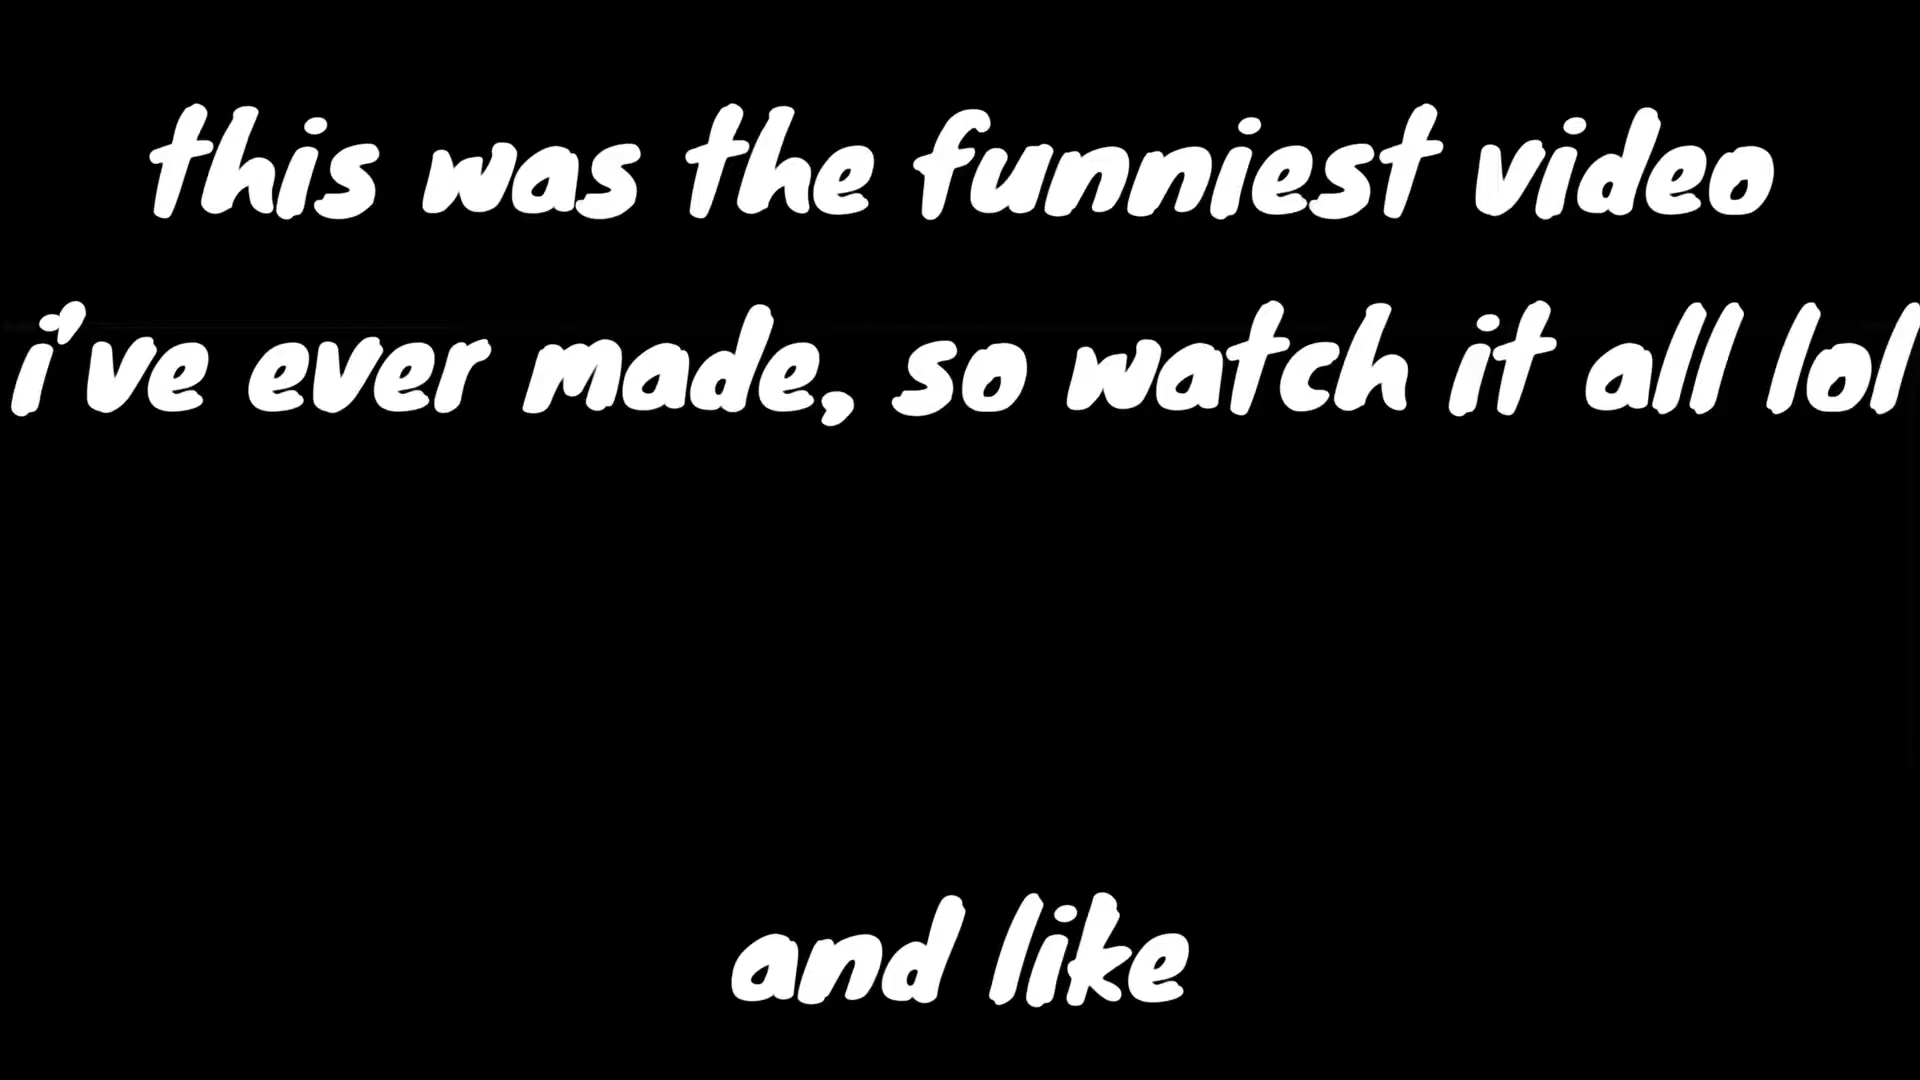 this was the funniest video
i've ever made, so watch it all lol
and like